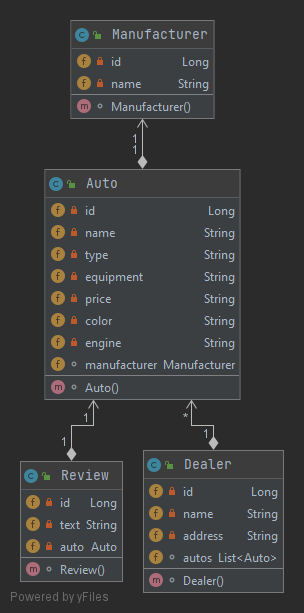 C Manufacturer
f id Long
f name String
m Manufacturer()
1
1
C Auto
f id Long
f name String
f type String
f equipment String
f price String
f color String
f engine String
f manufacturer Manufacturer
m Auto()
1
*
1
1
C Review
f id Long
f text String
f auto Auto
m Review()
C Dealer
f id Long
f name String
f address String
f autos List<Auto>
m Dealer()
Powered by yFiles